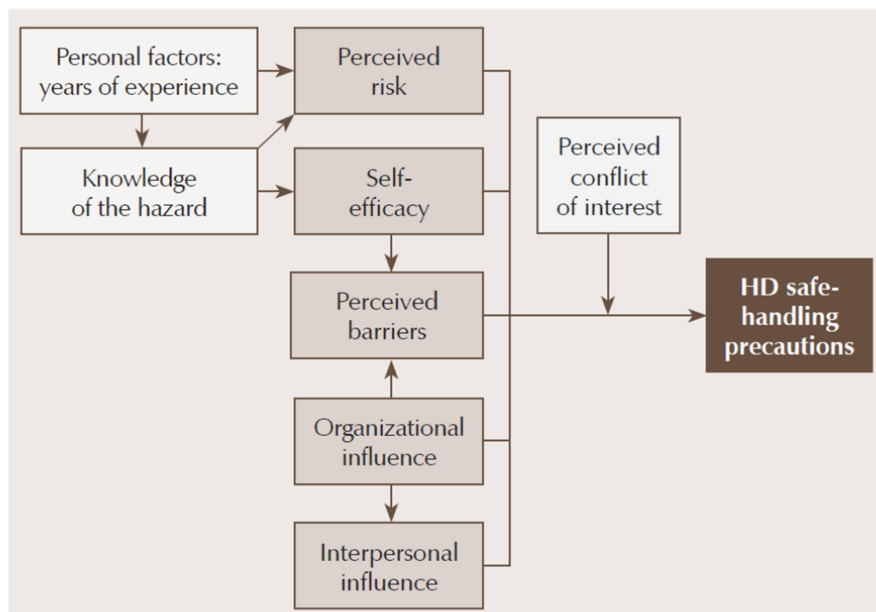 Personal factors:
years of experience
Perceived
risk
Knowledge
of the hazard
Self-
efficacy
Perceived
conflict
of interest
Perceived
barriers
HD safe-
handling
precautions
Organizational
influence
Interpersonal
influence